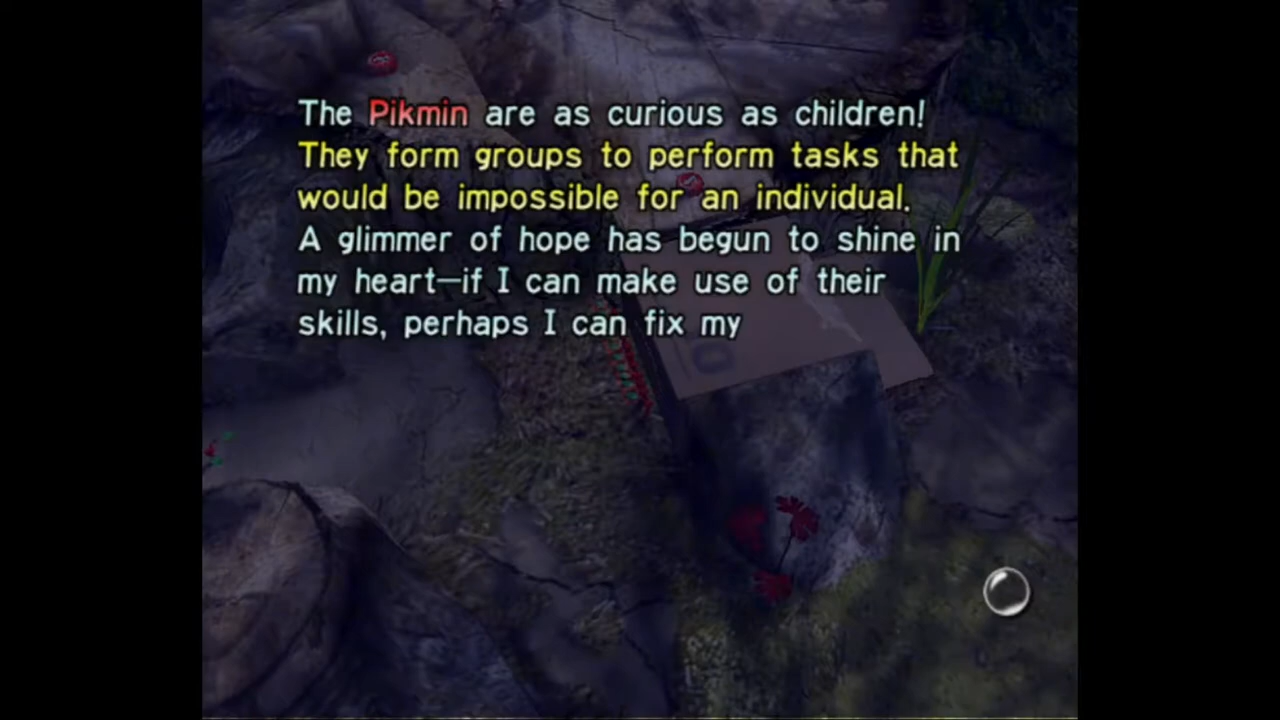 The Pikmin are as curious as children!
They form groups to perform tasks that
would be impossible for an individual.
A glimmer of hope has begun to shine in
my heart—if I can make use of their
skills, perhaps I can fix my